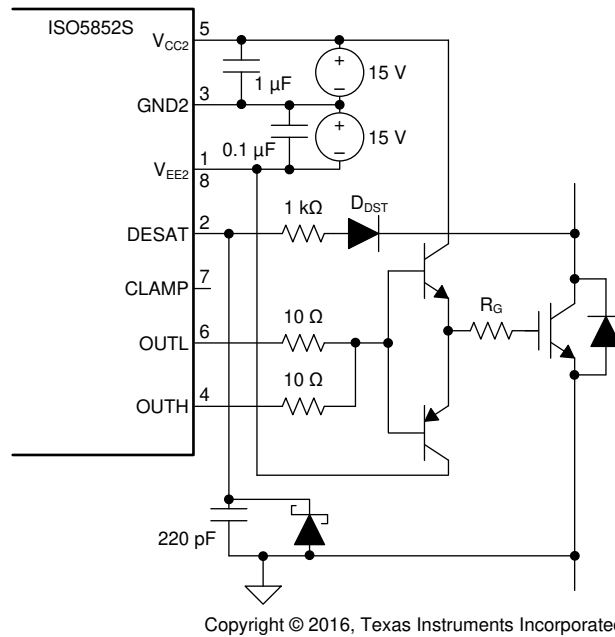 ISO5852S
VCC2
5
15 V
1 µF
GND2
3
15 V
0.1 µF
VEE2
1
8
DESAT
2
1 kΩ
DDST
CLAMP
7
OUTL
6
10 Ω
RG
OUTH
4
10 Ω
220 pF
+
−
+
−
Copyright © 2016, Texas Instruments Incorporate